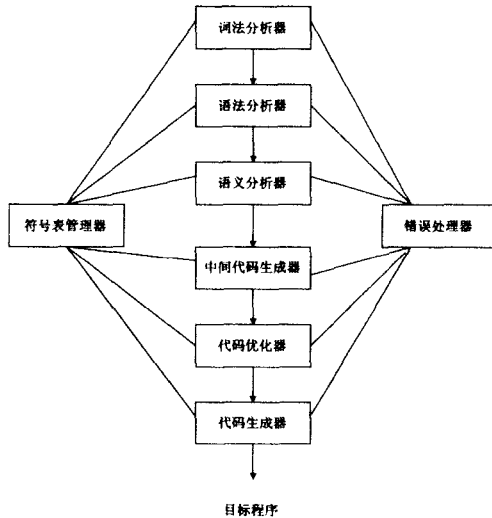 词法分析器
语法分析器
语义分析器
符号表管理器
错误处理器
中间代码生成器
代码优化器
代码生成器
目标程序